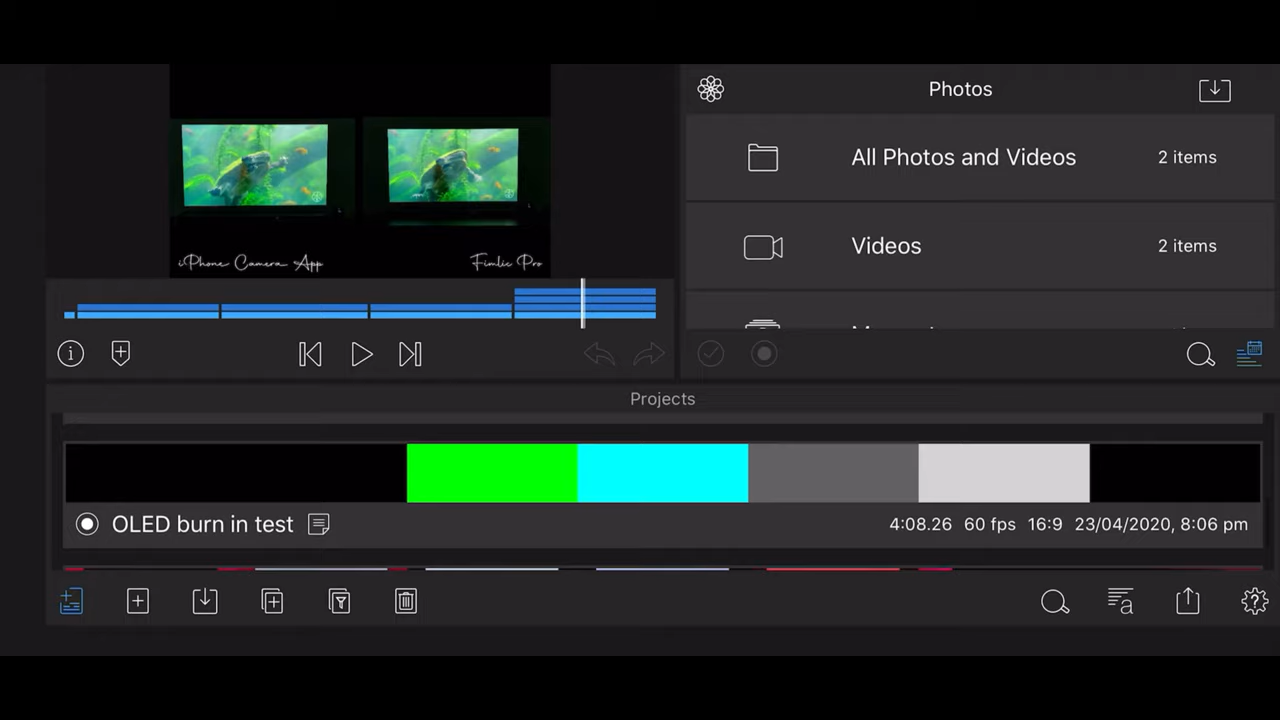 Photos
All Photos and Videos 2 items
Videos 2 items
iPhone Camera App
Fimlic Pro
Projects
OLED burn in test
4:08.26 60 fps 16:9 23/04/2020, 8:06 pm